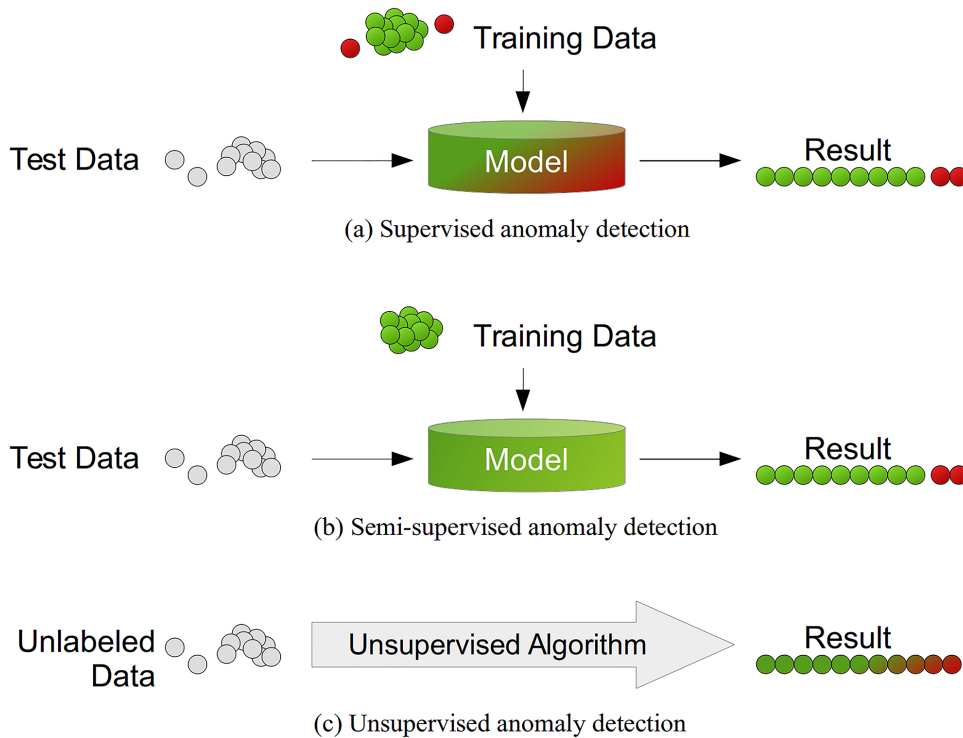 Training Data
Test Data
Model
Result
(a) Supervised anomaly detection
Training Data
Test Data
Model
Result
(b) Semi-supervised anomaly detection
Unlabeled
Data
Unsupervised Algorithm
Result
(c) Unsupervised anomaly detection